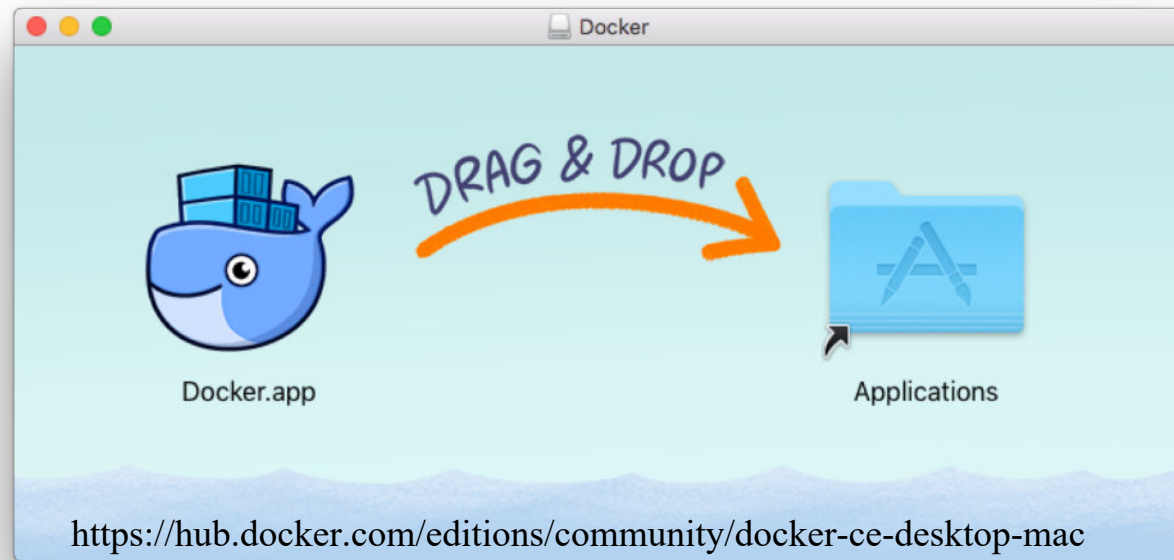 Docker
DRAG & DROP
Docker.app
Applications
https://hub.docker.com/editions/community/docker-ce-desktop-mac